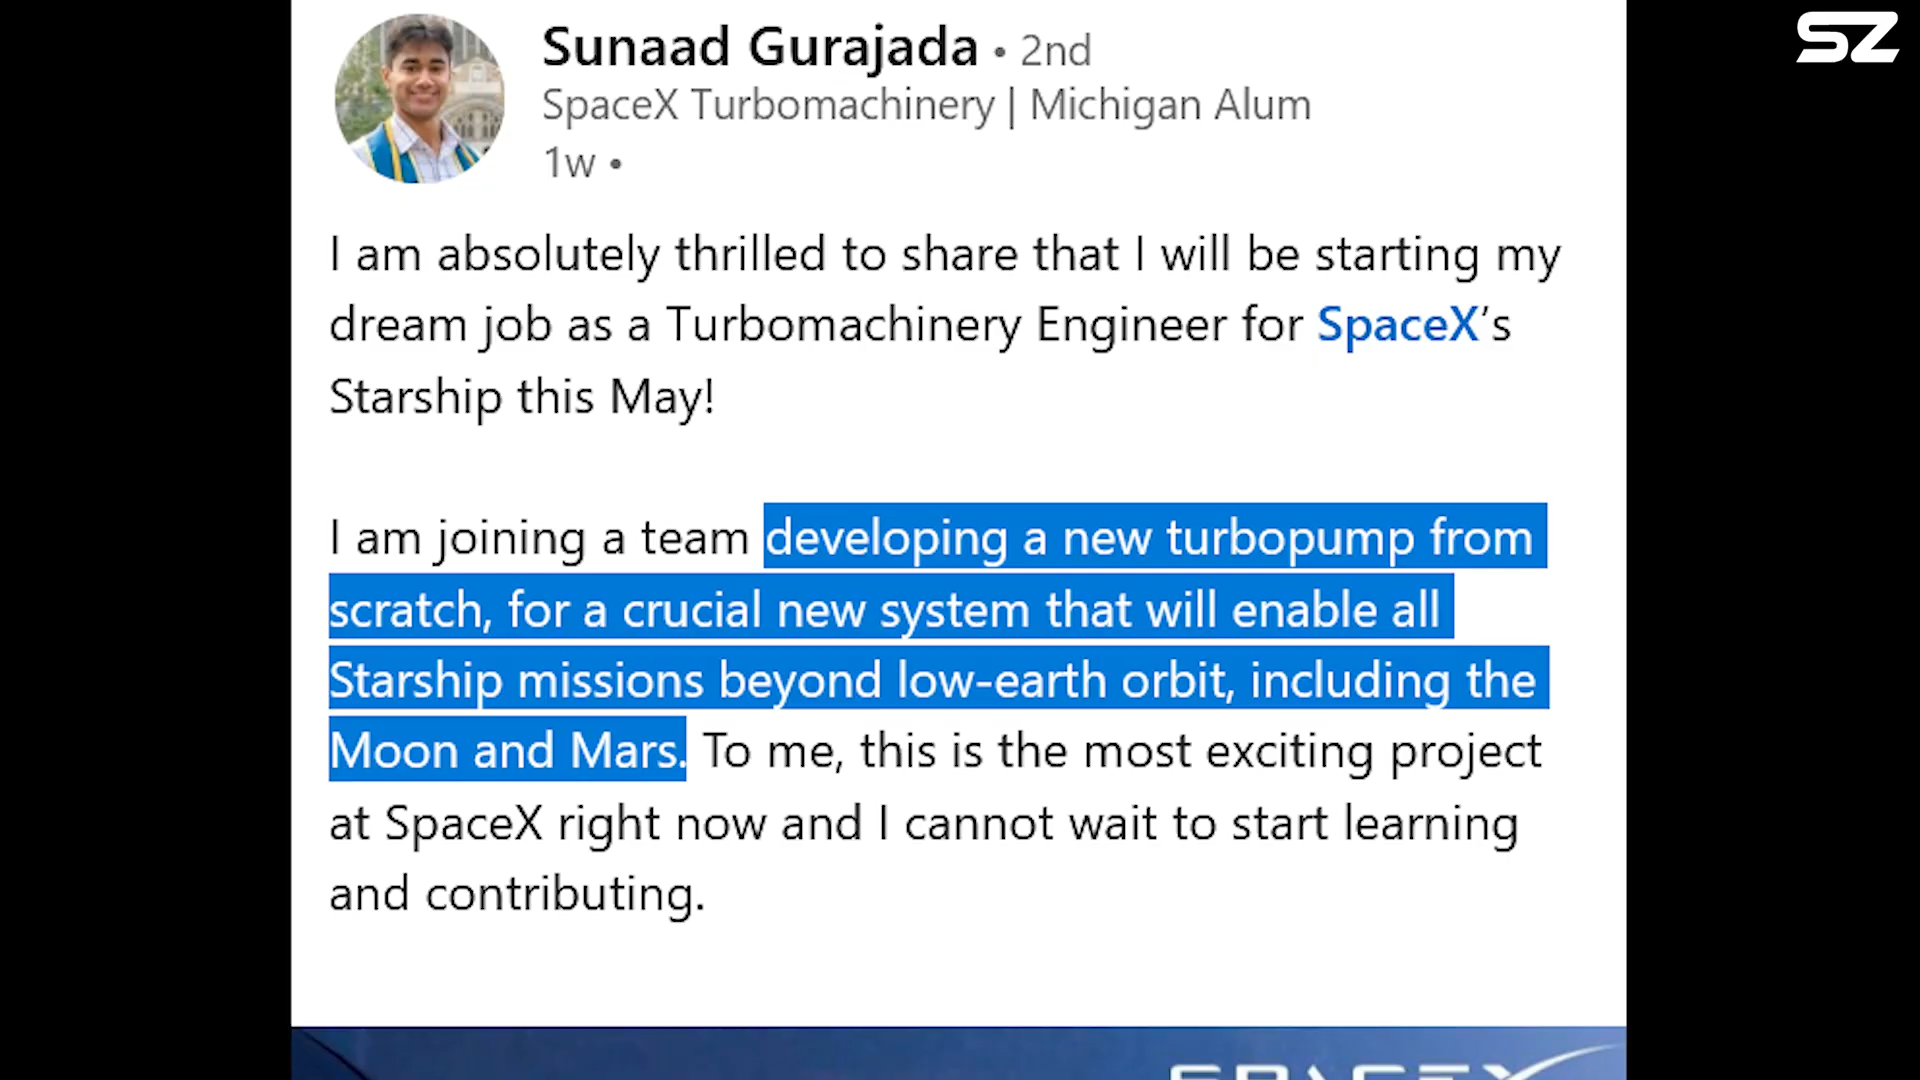 SZ
Sunaad Gurajada • 2nd
SpaceX Turbomachinery | Michigan Alum
1w •
I am absolutely thrilled to share that I will be starting my
dream job as a Turbomachinery Engineer for SpaceX's
Starship this May!
I am joining a team developing a new turbopump from
scratch, for a crucial new system that will enable all
Starship missions beyond low-earth orbit, including the
Moon and Mars. To me, this is the most exciting project
at SpaceX right now and I cannot wait to start learning
and contributing.
SPACEX